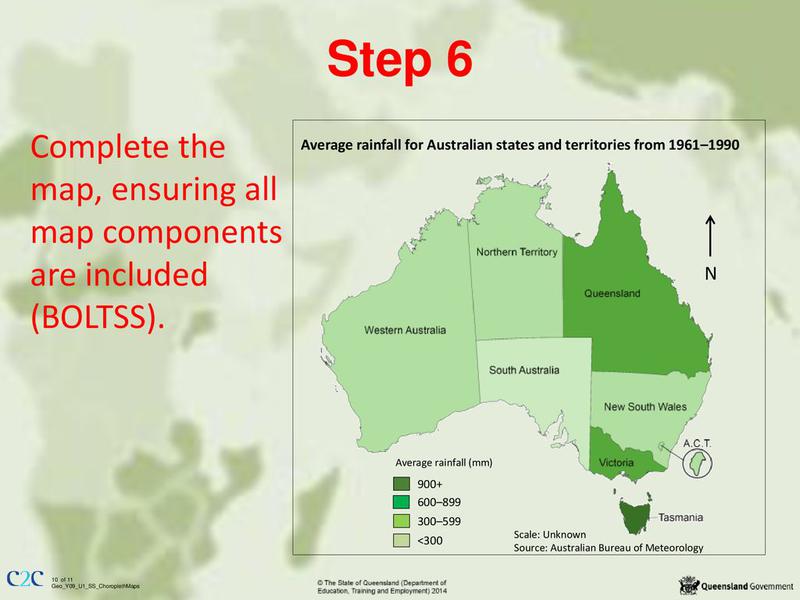 Step 6
Complete the
map, ensuring all
map components
are included
(BOLTSS).
Average rainfall for Australian states and territories from 1961–1990
N
Northern Territory
Queensland
Western Australia
South Australia
New South Wales
A.C.T.
Victoria
Tasmania
Average rainfall (mm)
900+
600–899
300–599
<300
Scale: Unknown
Source: Australian Bureau of Meteorology
C2C
10 of 11
Geo_Y09_U1_SS_ChoroplethMaps
© The State of Queensland (Department of
Education, Training and Employment) 2014
Queensland Government